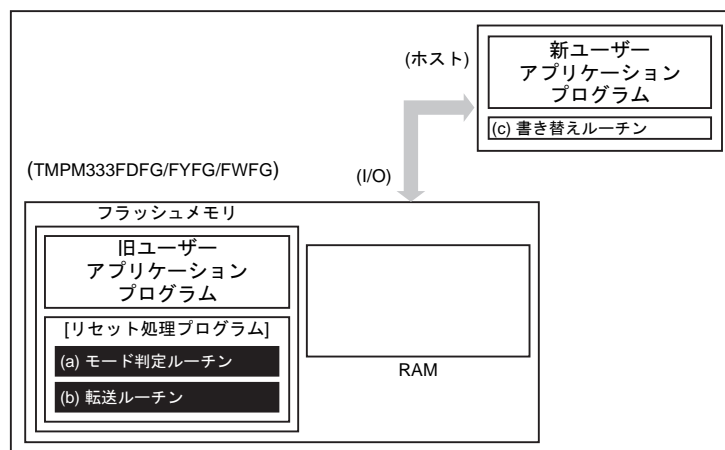 (ホスト)
新ユーザー
アプリケーション
プログラム
(c) 書き替えルーチン
(TMPM333FDFG/FYFG/FWFG)
(I/O)
フラッシュメモリ
旧ユーザー
アプリケーション
プログラム
[リセット処理プログラム]
(a) モード判定ルーチン
(b) 転送ルーチン
RAM